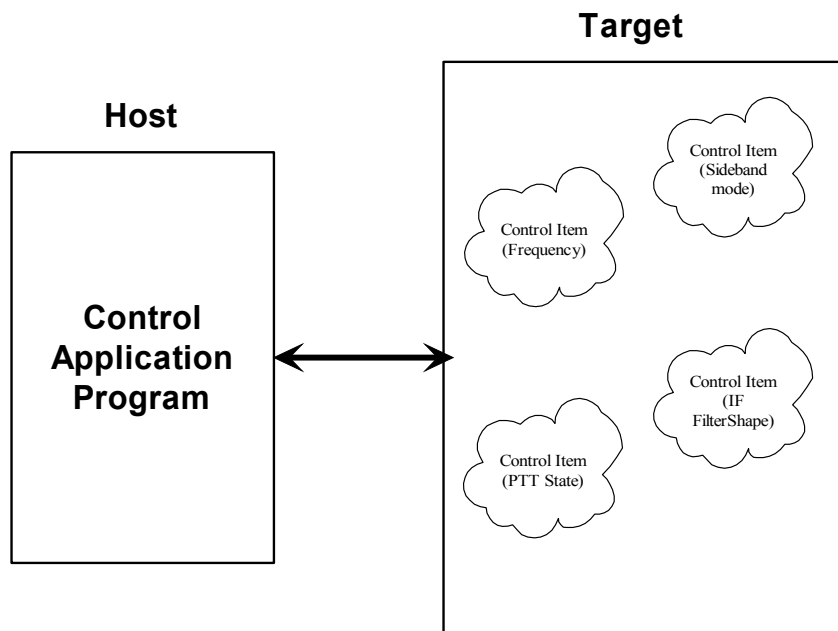 Target
Host
Control
Application
Program
Control Item
(Sideband
mode)
Control Item
(Frequency)
Control Item
(IF
FilterShape)
Control Item
(PTT State)